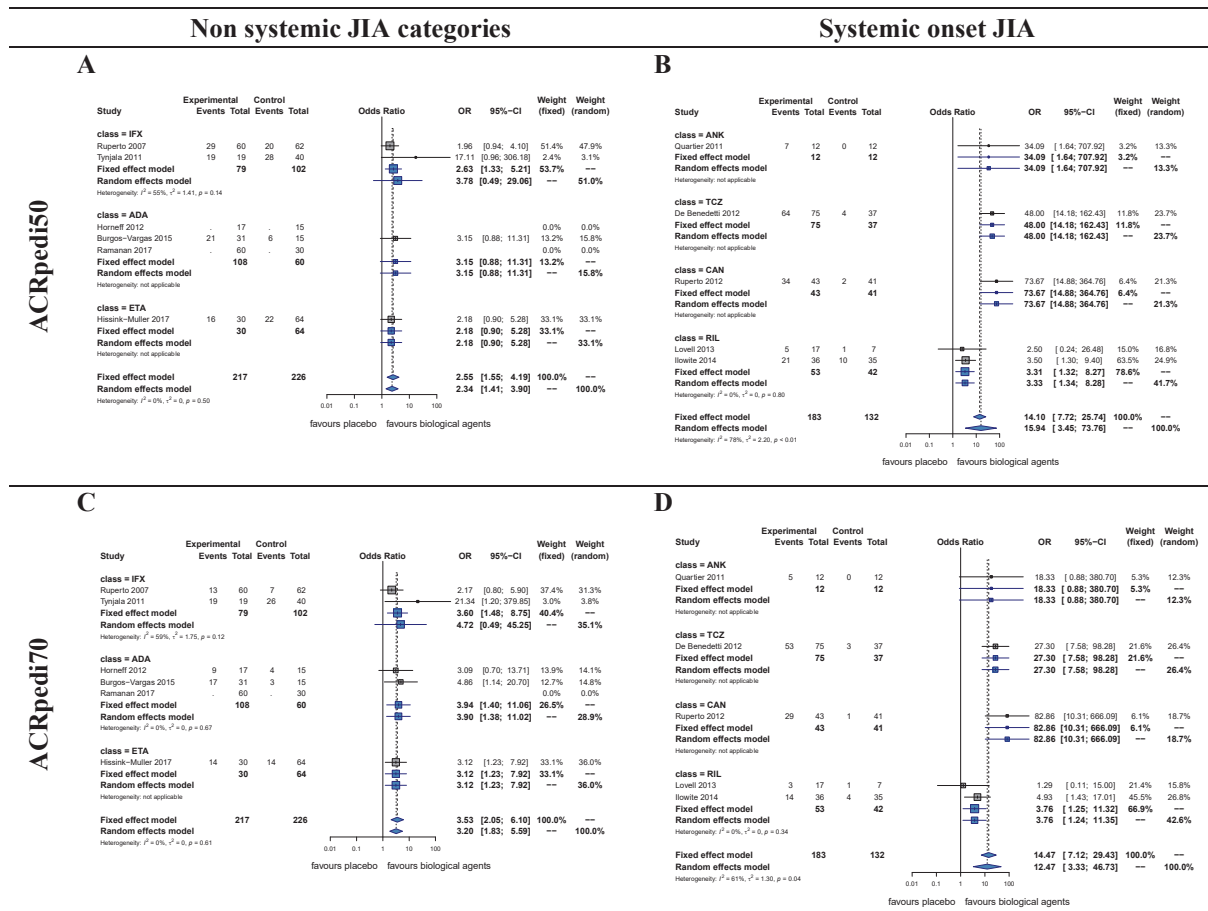 Non systemic JIA categories
Systemic onset JIA
ACRpedi50
A
Experimental Control Weight Weight
Study Events Total Events Total Odds Ratio OR 95%−CI (fixed) (random)
class = IFX
Ruperto 2007 29 60 20 62 1.96 [0.94; 4.10] 51.4% 47.9%
Tynjala 2011 19 19 28 40 17.11 [0.96; 306.18] 2.4% 3.1%
Fixed effect model 79 102 2.63 [1.33; 5.21] 53.7% −−
Random effects model 3.78 [0.49; 29.06] −− 51.0%
Heterogeneity: I² = 55%, τ² = 1.41, p = 0.14
class = ADA
Horneff 2012 . 17 . 15 0.0% 0.0%
Burgos−Vargas 2015 21 31 6 15 3.15 [0.88; 11.31] 13.2% 15.8%
Ramanan 2017 . 60 . 30 0.0% 0.0%
Fixed effect model 108 60 3.15 [0.88; 11.31] 13.2% −−
Random effects model 3.15 [0.88; 11.31] −− 15.8%
Heterogeneity: not applicable
class = ETA
Hissink−Muller 2017 16 30 22 64 2.18 [0.90; 5.28] 33.1% 33.1%
Fixed effect model 30 64 2.18 [0.90; 5.28] 33.1% −−
Random effects model 2.18 [0.90; 5.28] −− 33.1%
Heterogeneity: not applicable
Fixed effect model 217 226 2.55 [1.55; 4.19] 100.0% −−
Random effects model 2.34 [1.41; 3.90] −− 100.0%
Heterogeneity: I² = 0%, τ² = 0, p = 0.50
0.01 0.1 1 10 100
favours placebo favours biological agents
B
Experimental Control Weight Weight
Study Events Total Events Total Odds Ratio OR 95%−CI (fixed) (random)
class = ANK
Quartier 2011 7 12 0 12 34.09 [1.64; 707.92] 3.2% 13.3%
Fixed effect model 12 12 34.09 [1.64; 707.92] 3.2% −−
Random effects model 34.09 [1.64; 707.92] −− 13.3%
Heterogeneity: not applicable
class = TCZ
De Benedetti 2012 64 75 4 37 48.00 [14.18; 162.43] 11.8% 23.7%
Fixed effect model 75 37 48.00 [14.18; 162.43] 11.8% −−
Random effects model 48.00 [14.18; 162.43] −− 23.7%
Heterogeneity: not applicable
class = CAN
Ruperto 2012 34 43 2 41 73.67 [14.88; 364.76] 6.4% 21.3%
Fixed effect model 43 41 73.67 [14.88; 364.76] 6.4% −−
Random effects model 73.67 [14.88; 364.76] −− 21.3%
Heterogeneity: not applicable
class = RIL
Lovell 2013 5 17 1 7 2.50 [0.24; 26.48] 15.0% 16.8%
Ilowite 2014 21 36 10 35 3.50 [1.30; 9.40] 63.5% 24.9%
Fixed effect model 53 42 3.31 [1.32; 8.27] 78.6% −−
Random effects model 3.33 [1.34; 8.28] −− 41.7%
Heterogeneity: I² = 0%, τ² = 0, p = 0.80
Fixed effect model 183 132 14.10 [7.72; 25.74] 100.0% −−
Random effects model 15.94 [3.45; 73.76] −− 100.0%
Heterogeneity: I² = 78%, τ² = 2.20, p < 0.01
0.01 0.1 1 10 100
favours placebo favours biological agents
ACRpedi70
C
Experimental Control Weight Weight
Study Events Total Events Total Odds Ratio OR 95%−CI (fixed) (random)
class = IFX
Ruperto 2007 13 60 7 62 2.17 [0.80; 5.90] 37.4% 31.3%
Tynjala 2011 19 19 26 40 21.34 [1.20; 379.85] 3.0% 3.8%
Fixed effect model 79 102 3.60 [1.48; 8.75] 40.4% −−
Random effects model 4.72 [0.49; 45.25] −− 35.1%
Heterogeneity: I² = 59%, τ² = 1.75, p = 0.12
class = ADA
Horneff 2012 9 17 4 15 3.09 [0.70; 13.71] 13.9% 14.1%
Burgos−Vargas 2015 17 31 3 15 4.86 [1.14; 20.70] 12.7% 14.8%
Ramanan 2017 . 60 . 30 0.0% 0.0%
Fixed effect model 108 60 3.94 [1.40; 11.06] 26.5% −−
Random effects model 3.90 [1.38; 11.02] −− 28.9%
Heterogeneity: I² = 0%, τ² = 0, p = 0.67
class = ETA
Hissink−Muller 2017 14 30 14 64 3.12 [1.23; 7.92] 33.1% 36.0%
Fixed effect model 30 64 3.12 [1.23; 7.92] 33.1% −−
Random effects model 3.12 [1.23; 7.92] −− 36.0%
Heterogeneity: not applicable
Fixed effect model 217 226 3.53 [2.05; 6.10] 100.0% −−
Random effects model 3.20 [1.83; 5.59] −− 100.0%
Heterogeneity: I² = 0%, τ² = 0, p = 0.61
0.01 0.1 1 10 100
favours placebo favours biological agents
D
Experimental Control Weight Weight
Study Events Total Events Total Odds Ratio OR 95%−CI (fixed) (random)
class = ANK
Quartier 2011 5 12 0 12 18.33 [0.88; 380.70] 5.3% 12.3%
Fixed effect model 12 12 18.33 [0.88; 380.70] 5.3% −−
Random effects model 18.33 [0.88; 380.70] −− 12.3%
Heterogeneity: not applicable
class = TCZ
De Benedetti 2012 53 75 3 37 27.30 [7.58; 98.28] 21.6% 26.4%
Fixed effect model 75 37 27.30 [7.58; 98.28] 21.6% −−
Random effects model 27.30 [7.58; 98.28] −− 26.4%
Heterogeneity: not applicable
class = CAN
Ruperto 2012 29 43 1 41 82.86 [10.31; 666.09] 6.1% 18.7%
Fixed effect model 43 41 82.86 [10.31; 666.09] 6.1% −−
Random effects model 82.86 [10.31; 666.09] −− 18.7%
Heterogeneity: not applicable
class = RIL
Lovell 2013 3 17 1 7 1.29 [0.11; 15.00] 21.4% 15.8%
Ilowite 2014 14 36 4 35 4.93 [1.43; 17.01] 45.5% 26.8%
Fixed effect model 53 42 3.76 [1.25; 11.32] 66.9% −−
Random effects model 3.76 [1.24; 11.35] −− 42.6%
Heterogeneity: I² = 0%, τ² = 0, p = 0.34
Fixed effect model 183 132 14.47 [7.12; 29.43] 100.0% −−
Random effects model 12.47 [3.33; 46.73] −− 100.0%
Heterogeneity: I² = 61%, τ² = 1.30, p = 0.04
0.01 0.1 1 10 100
favours placebo favours biological agents